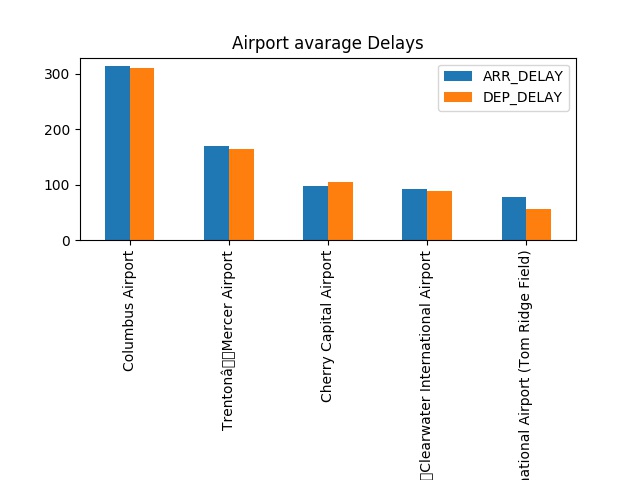 Airport avarage Delays
ARR_DELAY
DEP_DELAY
300
200
100
0
Columbus Airport
Trentonâ Mercer Airport
Cherry Capital Airport
Clearwater International Airport
national Airport (Tom Ridge Field)